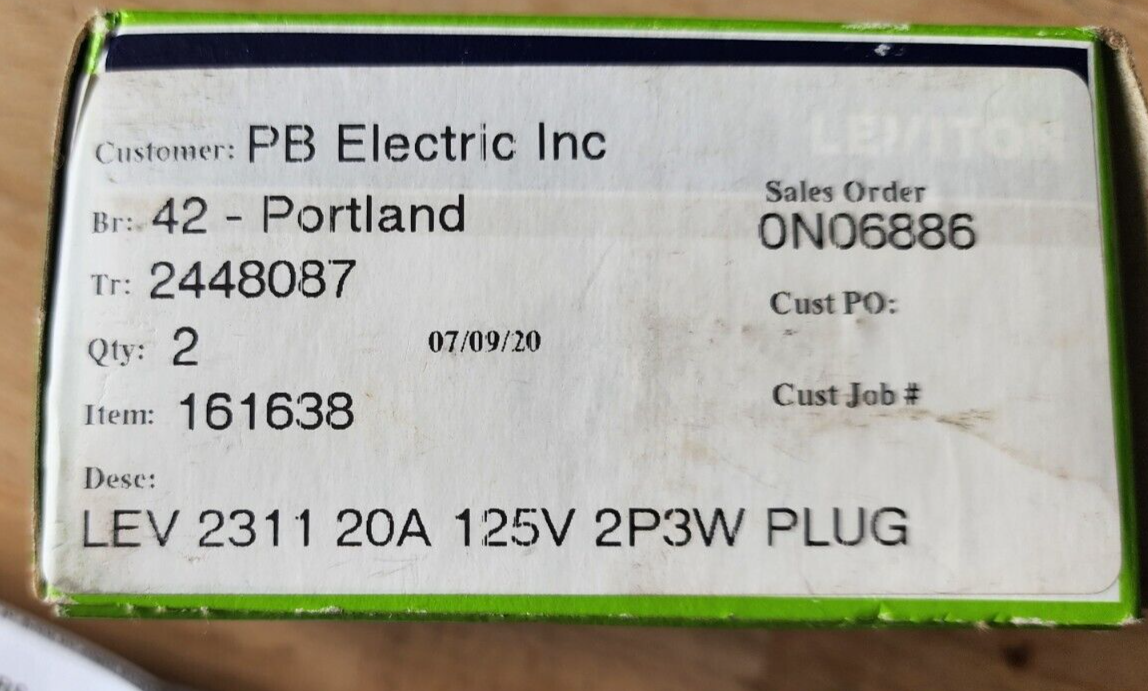 LEVITON
Customer: PB Electric Inc
Br: 42 - Portland
Sales Order
0N06886
Tr: 2448087
Cust PO:
Qty: 2
07/09/20
Cust Job #
Item: 161638
Desc:
LEV 2311 20A 125V 2P3W PLUG